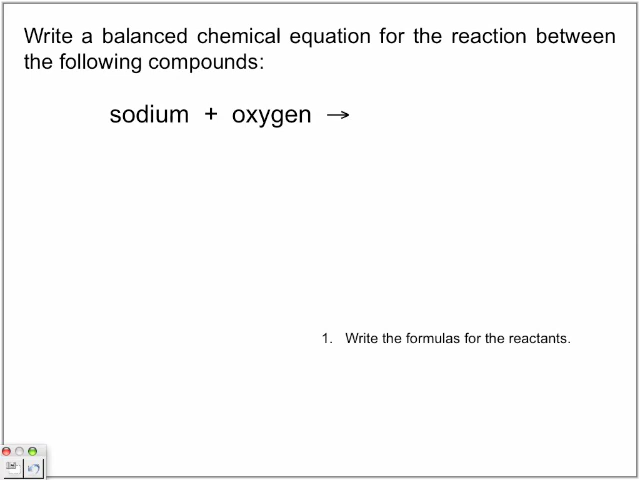 Write a balanced chemical equation for the reaction between
the following compounds:
sodium + oxygen →
1. Write the formulas for the reactants.